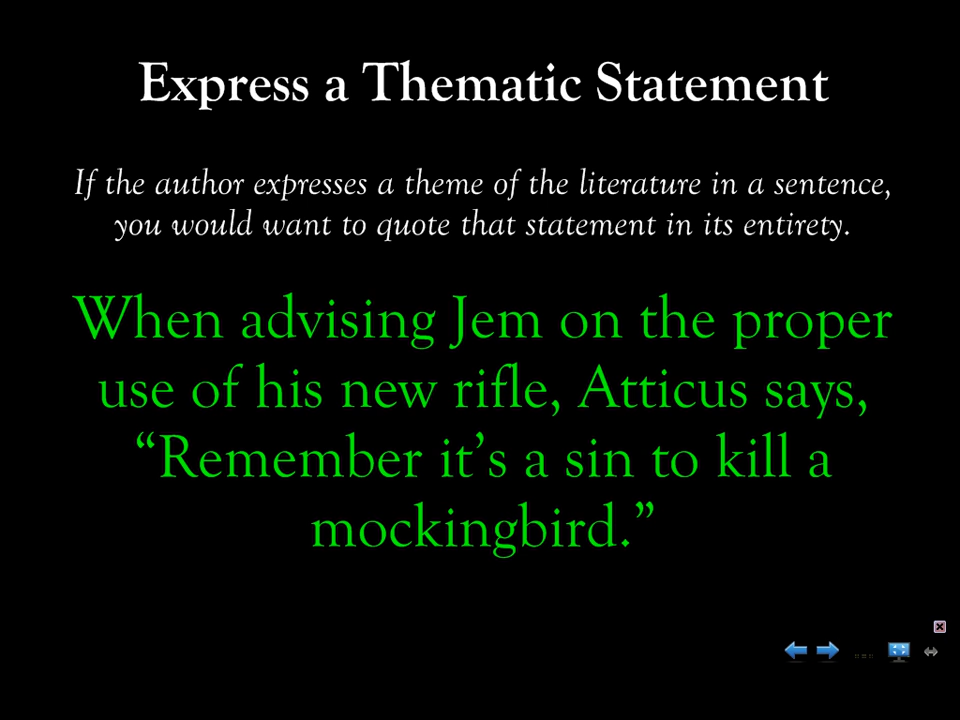 Express a Thematic Statement
If the author expresses a theme of the literature in a sentence,
you would want to quote that statement in its entirety.
When advising Jem on the proper
use of his new rifle, Atticus says,
“Remember it’s a sin to kill a
mockingbird.”